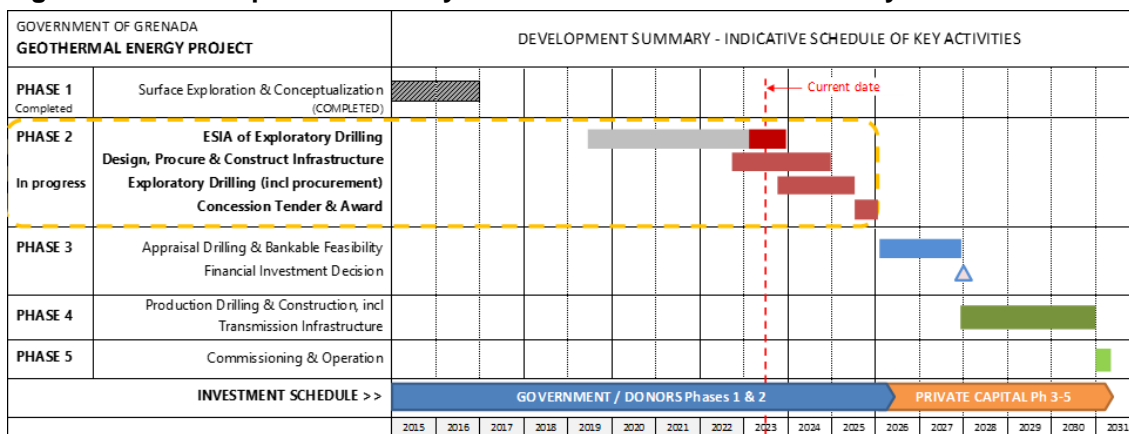 GOVERNMENT OF GRENADA
GEOTHERMAL ENERGY PROJECT
DEVELOPMENT SUMMARY - INDICATIVE SCHEDULE OF KEY ACTIVITIES
PHASE 1
Completed
Surface Exploration & Conceptualization
(COMPLETED)
Current date
PHASE 2
In progress
ESIA of Exploratory Drilling
Design, Procure & Construct Infrastructure
Exploratory Drilling (incl procurement)
Concession Tender & Award
PHASE 3
Appraisal Drilling & Bankable Feasibility
Financial Investment Decision
PHASE 4
Production Drilling & Construction, incl
Transmission Infrastructure
PHASE 5
Commissioning & Operation
INVESTMENT SCHEDULE >>
GOVERNMENT / DONORS Phases 1 & 2
PRIVATE CAPITAL Ph 3-5
2015 2016 2017 2018 2019 2020 2021 2022 2023 2024 2025 2026 2027 2028 2029 2030 2031